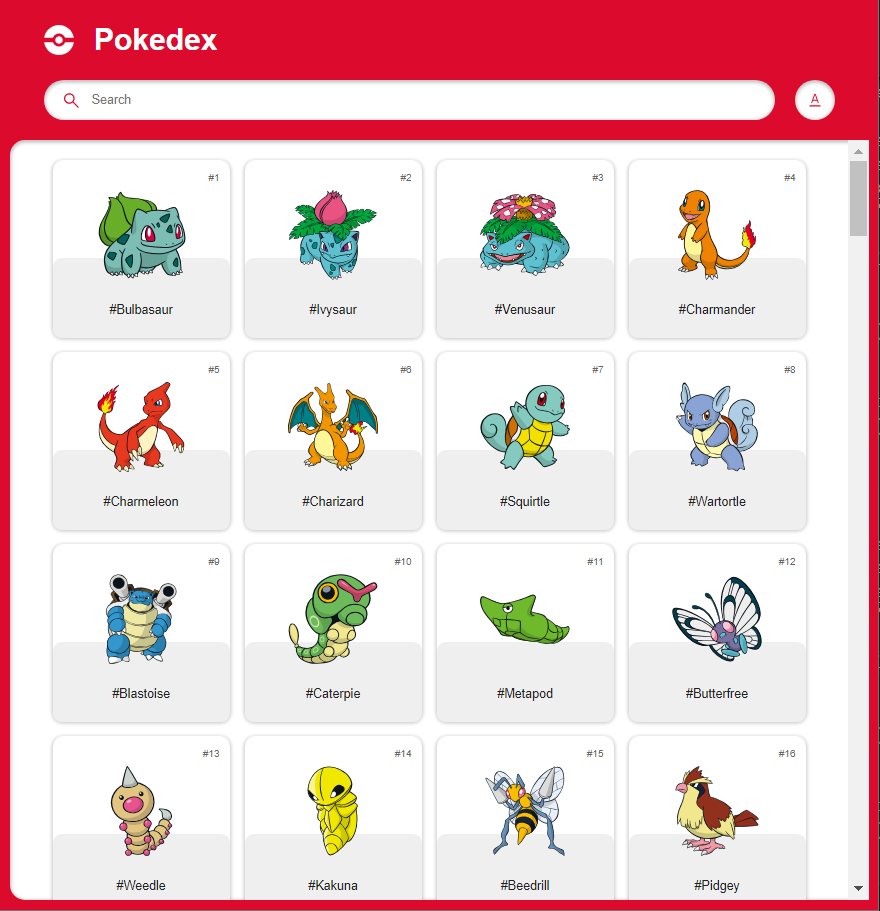 Pokedex
Search
A
#1 #2 #3 #4
#Bulbasaur #Ivysaur #Venusaur #Charmander
#5 #6 #7 #8
#Charmeleon #Charizard #Squirtle #Wartortle
#9 #10 #11 #12
#Blastoise #Caterpie #Metapod #Butterfree
#13 #14 #15 #16
#Weedle #Kakuna #Beedrill #Pidgey